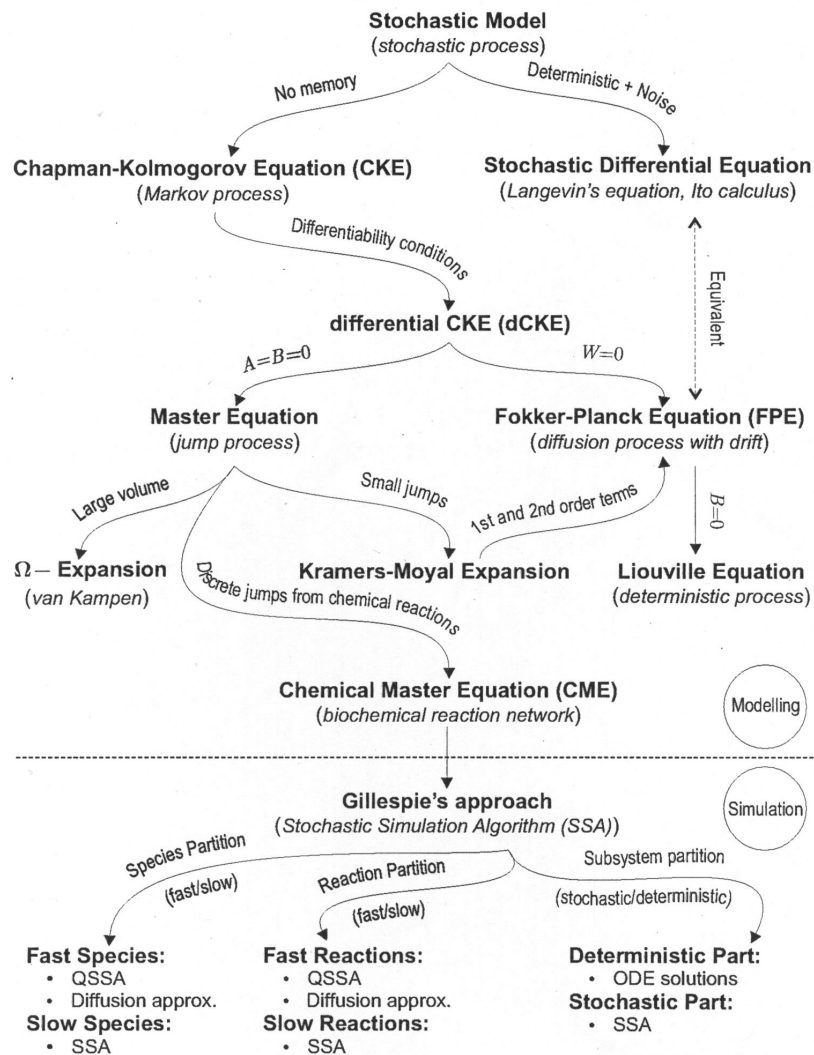 Stochastic Model
(stochastic process)
No memory
Deterministic + Noise
Chapman-Kolmogorov Equation (CKE)
(Markov process)
Stochastic Differential Equation
(Langevin's equation, Ito calculus)
Differentiability conditions
Equivalent
differential CKE (dCKE)
A=B=0
W=0
Master Equation
(jump process)
Fokker-Planck Equation (FPE)
(diffusion process with drift)
Large volume
Small jumps
1st and 2nd order terms
B=0
Ω− Expansion
(van Kampen)
Discrete jumps from chemical reactions
Kramers-Moyal Expansion
Liouville Equation
(deterministic process)
Chemical Master Equation (CME)
(biochemical reaction network)
Modelling
Gillespie's approach
(Stochastic Simulation Algorithm (SSA))
Simulation
Species Partition
(fast/slow)
Reaction Partition
(fast/slow)
Subsystem partition
(stochastic/deterministic)
Fast Species:
• QSSA
• Diffusion approx.
Slow Species:
• SSA
Fast Reactions:
• QSSA
• Diffusion approx.
Slow Reactions:
• SSA
Deterministic Part:
• ODE solutions
Stochastic Part:
• SSA